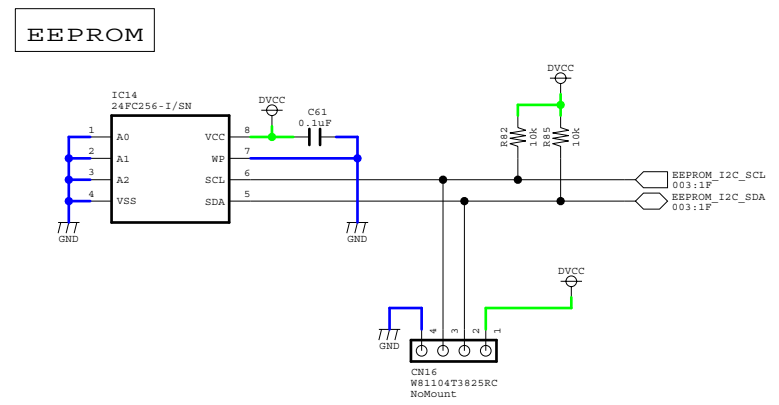 EEPROM
IC14
24FC256-I/SN
1 A0
2 A1
3 A2
4 VSS
VCC 8
WP 7
SCL 6
SDA 5
GND
DVCC
C61
0.1uF
GND
DVCC
R82
10k
R85
10k
EEPROM_I2C_SCL
003:1F
EEPROM_I2C_SDA
003:1F
DVCC
GND
4 3 2 1
CN16
W81104T3825RC
NoMount